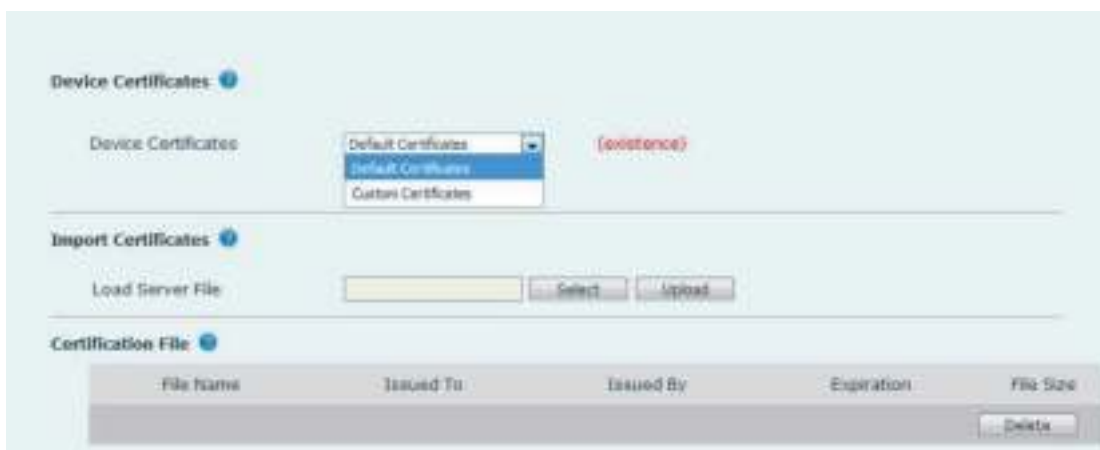 Device Certificates
Device Certificates Default Certificates (existence)
Default Certificates
Custom Certificates
Import Certificates
Load Server File Select Upload
Certification File
File Name Issued To Issued By Expiration File Size
Delete